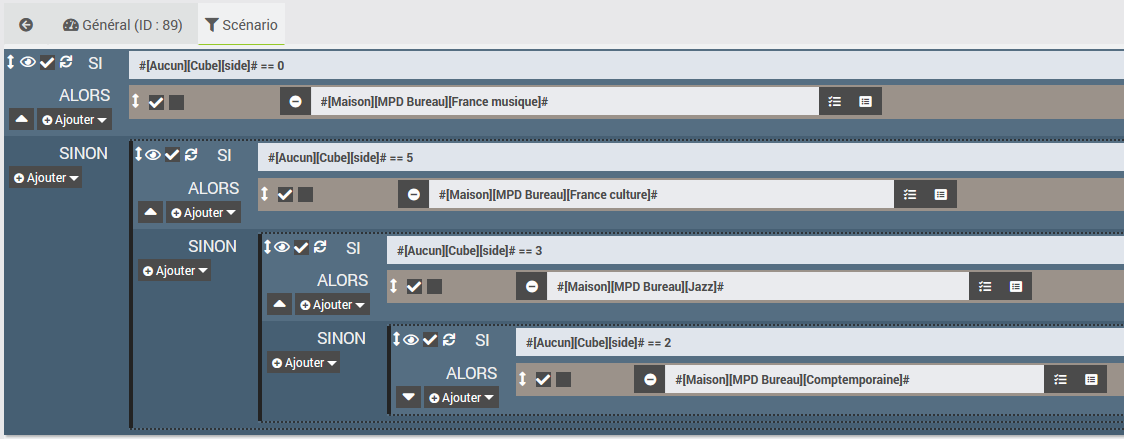 Général (ID : 89) Scénario
SI #[Aucun][Cube][side]# == 0
ALORS #[Maison][MPD Bureau][France musique]#
Ajouter
SINON SI #[Aucun][Cube][side]# == 5
Ajouter
ALORS #[Maison][MPD Bureau][France culture]#
Ajouter
SINON SI #[Aucun][Cube][side]# == 3
Ajouter
ALORS #[Maison][MPD Bureau][Jazz]#
Ajouter
SINON SI #[Aucun][Cube][side]# == 2
Ajouter
ALORS #[Maison][MPD Bureau][Comptemporaine]#
Ajouter